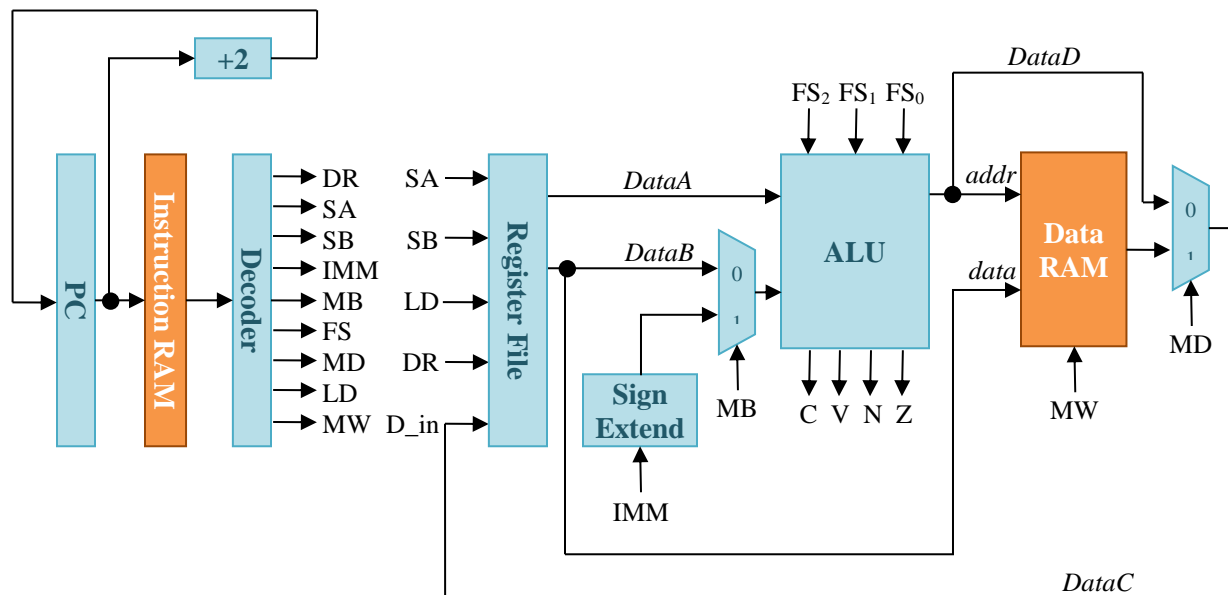 +2
DataD
FS₂ FS₁ FS₀
PC
Instruction RAM
Decoder
DR
SA
SB
IMM
MB
FS
MD
LD
MW
SA
SB
LD
DR
D_in
Register File
DataA
DataB
0
1
MB
Sign
Extend
IMM
ALU
C V N Z
addr
data
Data
RAM
MW
0
1
MD
DataC